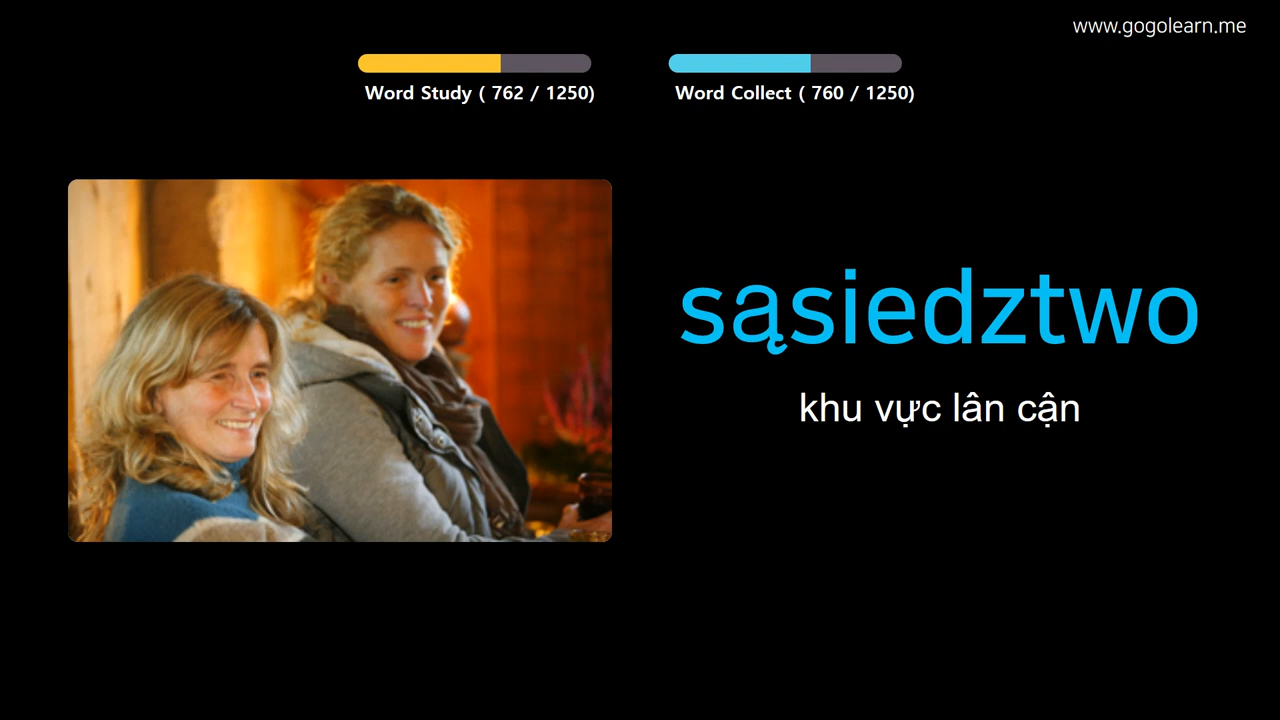 www.gogolearn.me
Word Study ( 762 / 1250)
Word Collect ( 760 / 1250)
sąsiedztwo
khu vực lân cận